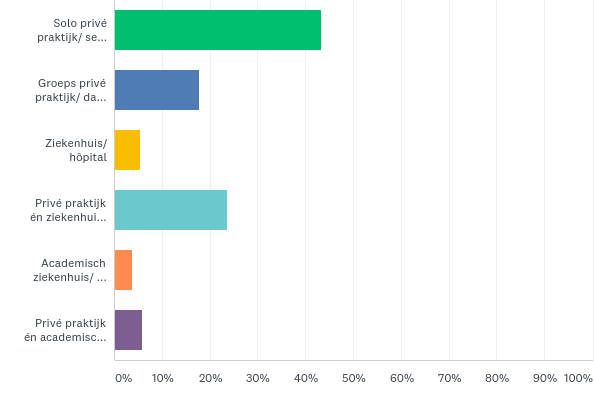 Solo privé
praktijk/ se...
Groeps privé
praktijk/ da...
Ziekenhuis/
hôpital
Privé praktijk
én ziekenhui...
Academisch
ziekenhuis/ ...
Privé praktijk
én academisc...
0% 10% 20% 30% 40% 50% 60% 70% 80% 90% 100%